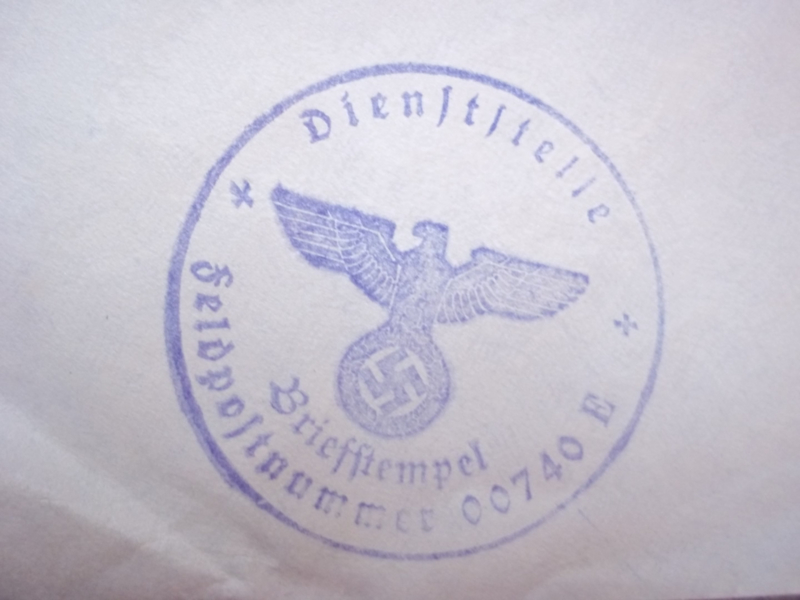 Dienststelle
Feldpostnummer 00740 E
Briefstempel